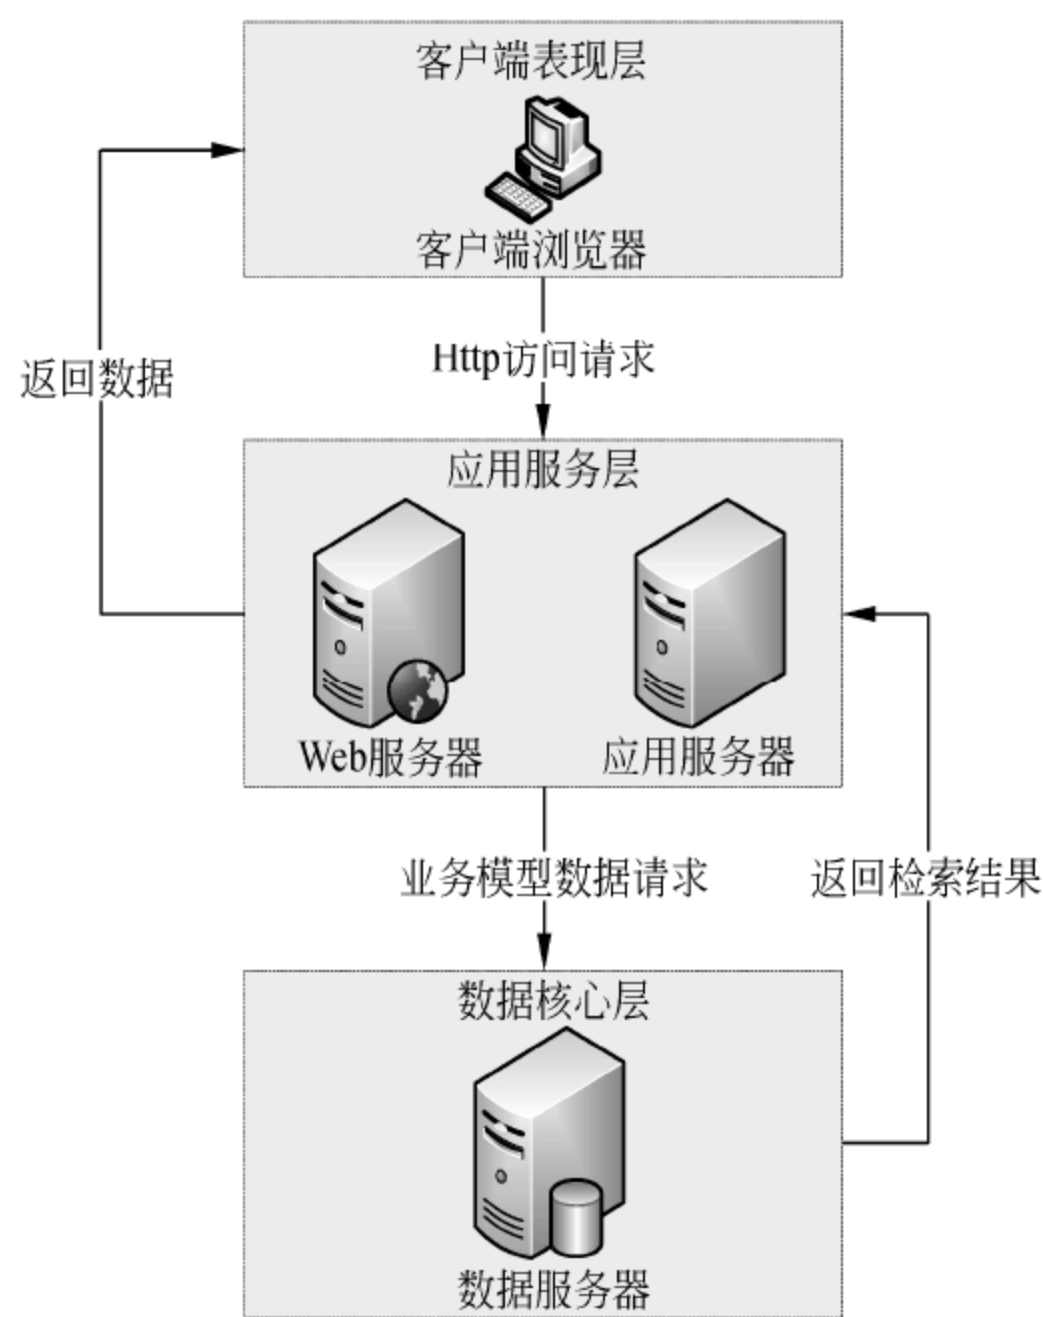 客户端表现层
客户端浏览器
Http访问请求
返回数据
应用服务层
Web服务器
应用服务器
业务模型数据请求
返回检索结果
数据核心层
数据服务器